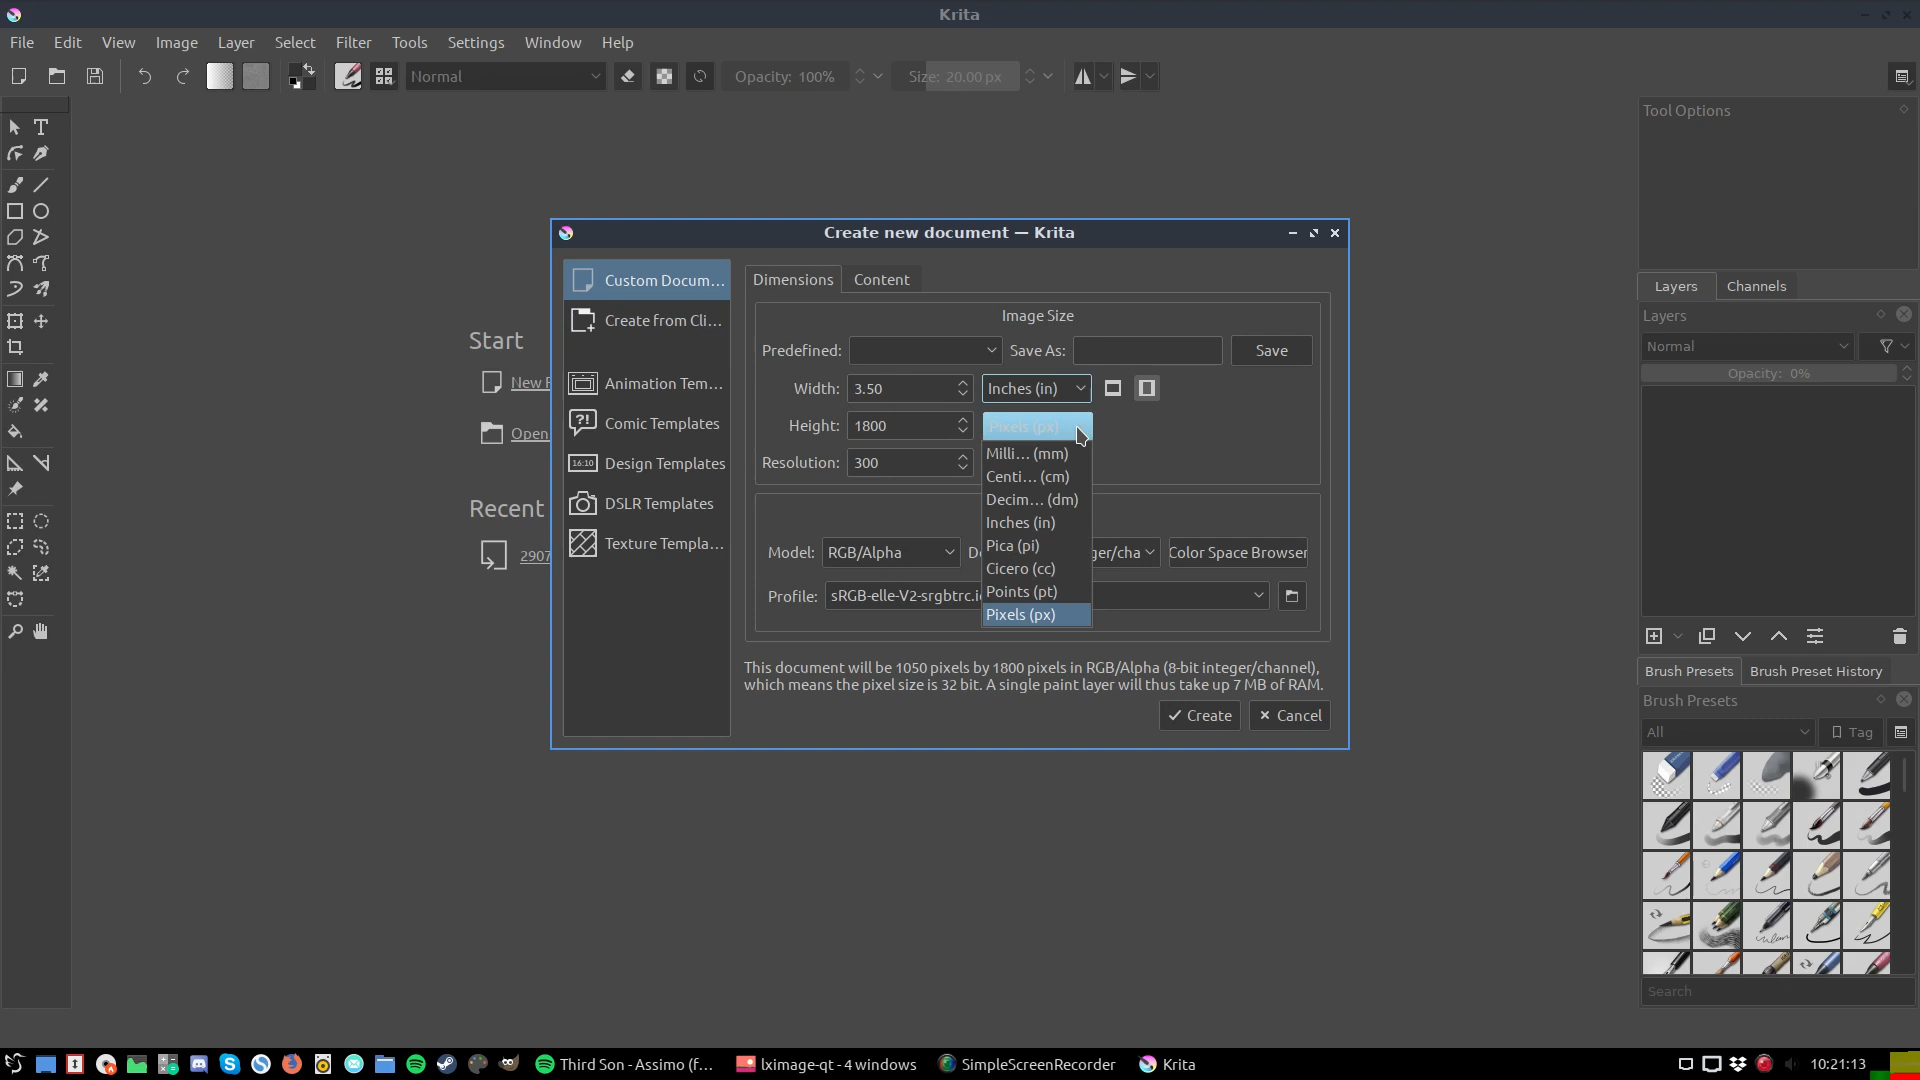 Krita
File Edit View Image Layer Select Filter Tools Settings Window Help
Normal Opacity: 100% Size: 20.00 px
Tool Options
Start
New F
Open
Recent
2907
Create new document — Krita
Custom Docum...
Create from Cli...
Animation Tem...
Comic Templates
16:10 Design Templates
DSLR Templates
Texture Templa...
Dimensions Content
Image Size
Predefined: Save As: Save
Width: 3.50 Inches (in)
Height: 1800 Pixels (px)
Resolution: 300
Milli... (mm)
Centi... (cm)
Decim... (dm)
Inches (in)
Pica (pi)
Cicero (cc)
Points (pt)
Pixels (px)
Model: RGB/Alpha D ger/cha Color Space Browser
Profile: sRGB-elle-V2-srgbtrc.i
This document will be 1050 pixels by 1800 pixels in RGB/Alpha (8-bit integer/channel),
which means the pixel size is 32 bit. A single paint layer will thus take up 7 MB of RAM.
Create Cancel
Layers Channels
Layers
Normal
Opacity: 0%
Brush Presets Brush Preset History
Brush Presets
All Tag
Search
Third Son - Assimo (f... lximage-qt - 4 windows SimpleScreenRecorder Krita 10:21:13